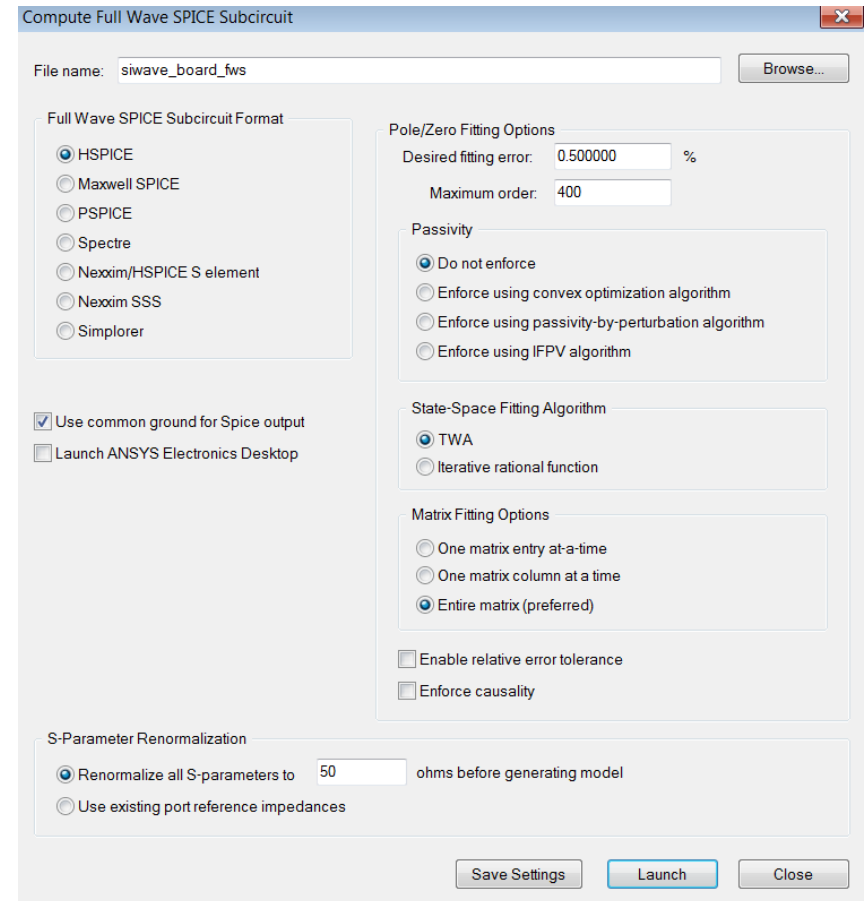 Compute Full Wave SPICE Subcircuit
File name: siwave_board_fws Browse...
Full Wave SPICE Subcircuit Format
HSPICE
Maxwell SPICE
PSPICE
Spectre
Nexxim/HSPICE S element
Nexxim SSS
Simplorer
Use common ground for Spice output
Launch ANSYS Electronics Desktop
Pole/Zero Fitting Options
Desired fitting error: 0.500000 %
Maximum order: 400
Passivity
Do not enforce
Enforce using convex optimization algorithm
Enforce using passivity-by-perturbation algorithm
Enforce using IFPV algorithm
State-Space Fitting Algorithm
TWA
Iterative rational function
Matrix Fitting Options
One matrix entry at-a-time
One matrix column at a time
Entire matrix (preferred)
Enable relative error tolerance
Enforce causality
S-Parameter Renormalization
Renormalize all S-parameters to 50 ohms before generating model
Use existing port reference impedances
Save Settings Launch Close